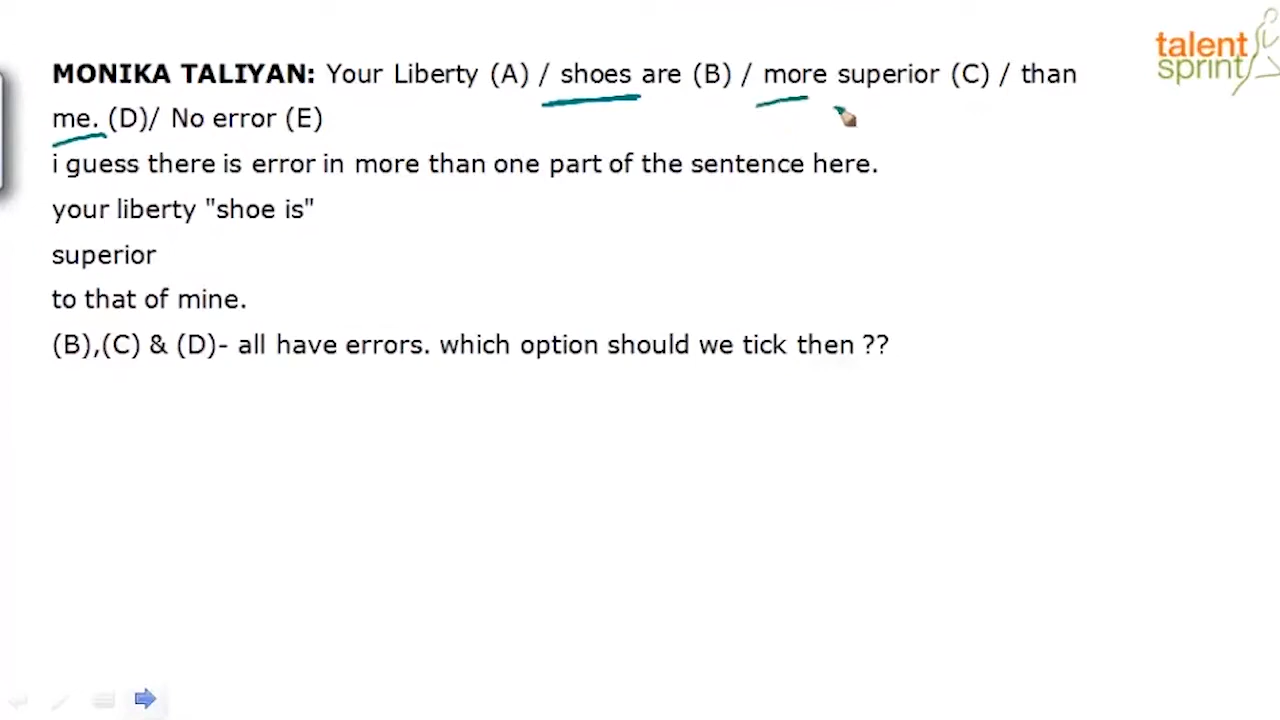 talent
sprint
MONIKA TALIYAN: Your Liberty (A) / shoes are (B) / more superior (C) / than
me. (D)/ No error (E)
i guess there is error in more than one part of the sentence here.
your liberty "shoe is"
superior
to that of mine.
(B),(C) & (D)- all have errors. which option should we tick then ??